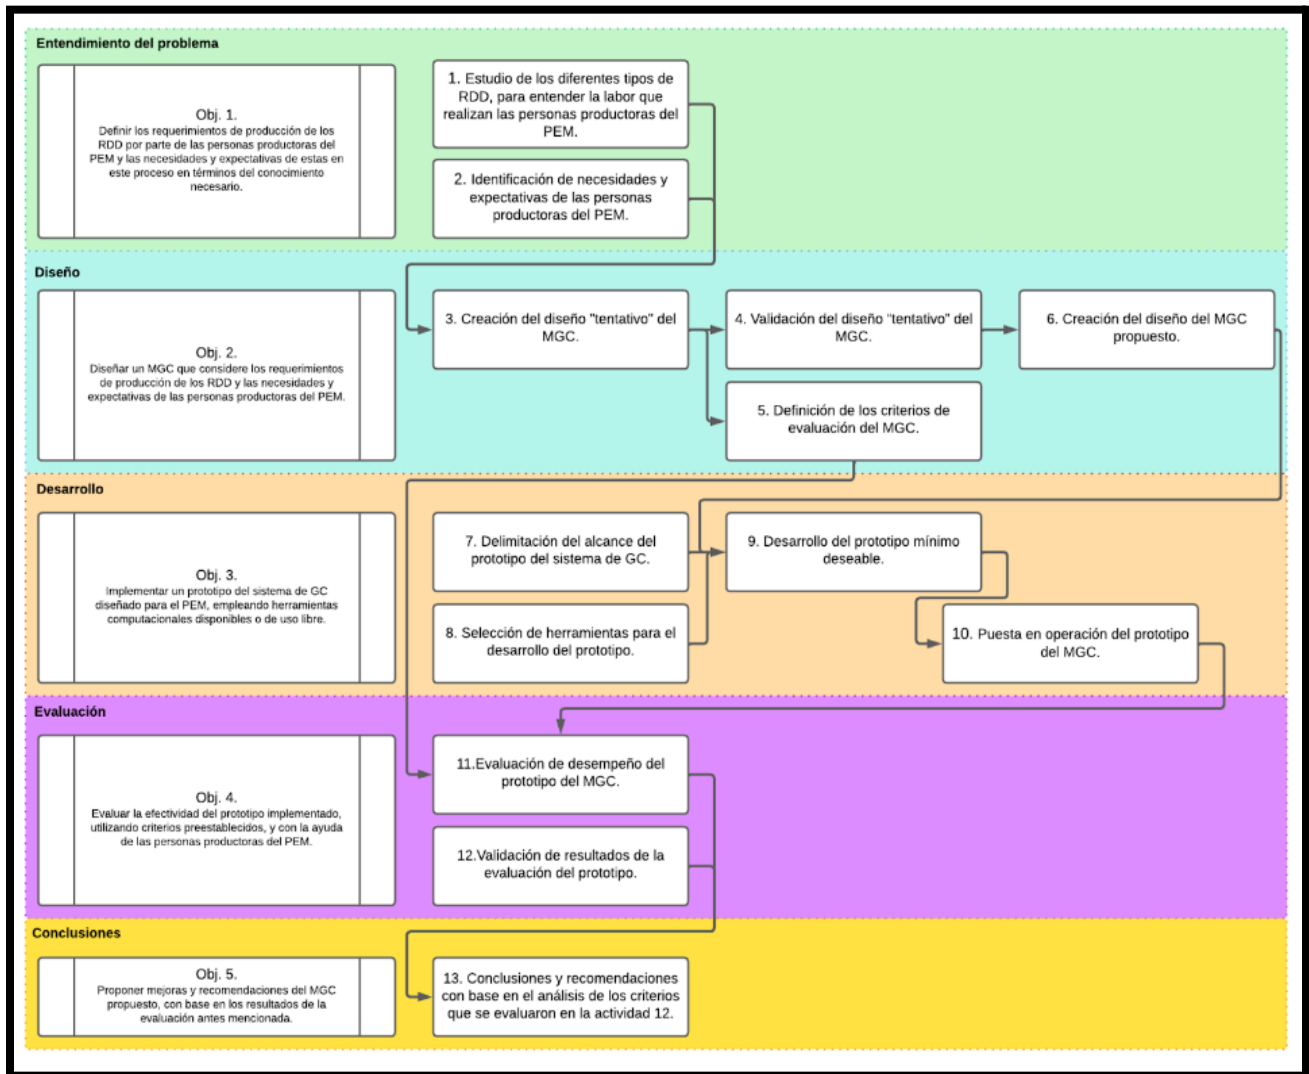 Entendimiento del problema
Obj. 1.
Definir los requerimientos de producción de los
RDD por parte de las personas productoras del
PEM y las necesidades y expectativas de estas en
este proceso en términos del conocimiento
necesario.
1. Estudio de los diferentes tipos de
RDD, para entender la labor que
realizan las personas productoras del
PEM.
2. Identificación de necesidades y
expectativas de las personas
productoras del PEM.
Diseño
Obj. 2.
Diseñar un MGC que considere los requerimientos
de producción de los RDD y las necesidades y
expectativas de las personas productoras del PEM.
3. Creación del diseño "tentativo" del
MGC.
4. Validación del diseño "tentativo" del
MGC.
6. Creación del diseño del MGC
propuesto.
5. Definición de los criterios de
evaluación del MGC.
Desarrollo
Obj. 3.
Implementar un prototipo del sistema de GC
diseñado para el PEM, empleando herramientas
computacionales disponibles o de uso libre.
7. Delimitación del alcance del
prototipo del sistema de GC.
9. Desarrollo del prototipo mínimo
deseable.
8. Selección de herramientas para el
desarrollo del prototipo.
10. Puesta en operación del prototipo
del MGC.
Evaluación
Obj. 4.
Evaluar la efectividad del prototipo implementado,
utilizando criterios preestablecidos, y con la ayuda
de las personas productoras del PEM.
11.Evaluación de desempeño del
prototipo del MGC.
12.Validación de resultados de la
evaluación del prototipo.
Conclusiones
Obj. 5.
Proponer mejoras y recomendaciones del MGC
propuesto, con base en los resultados de la
evaluación antes mencionada.
13. Conclusiones y recomendaciones
con base en el análisis de los criterios
que se evaluaron en la actividad 12.